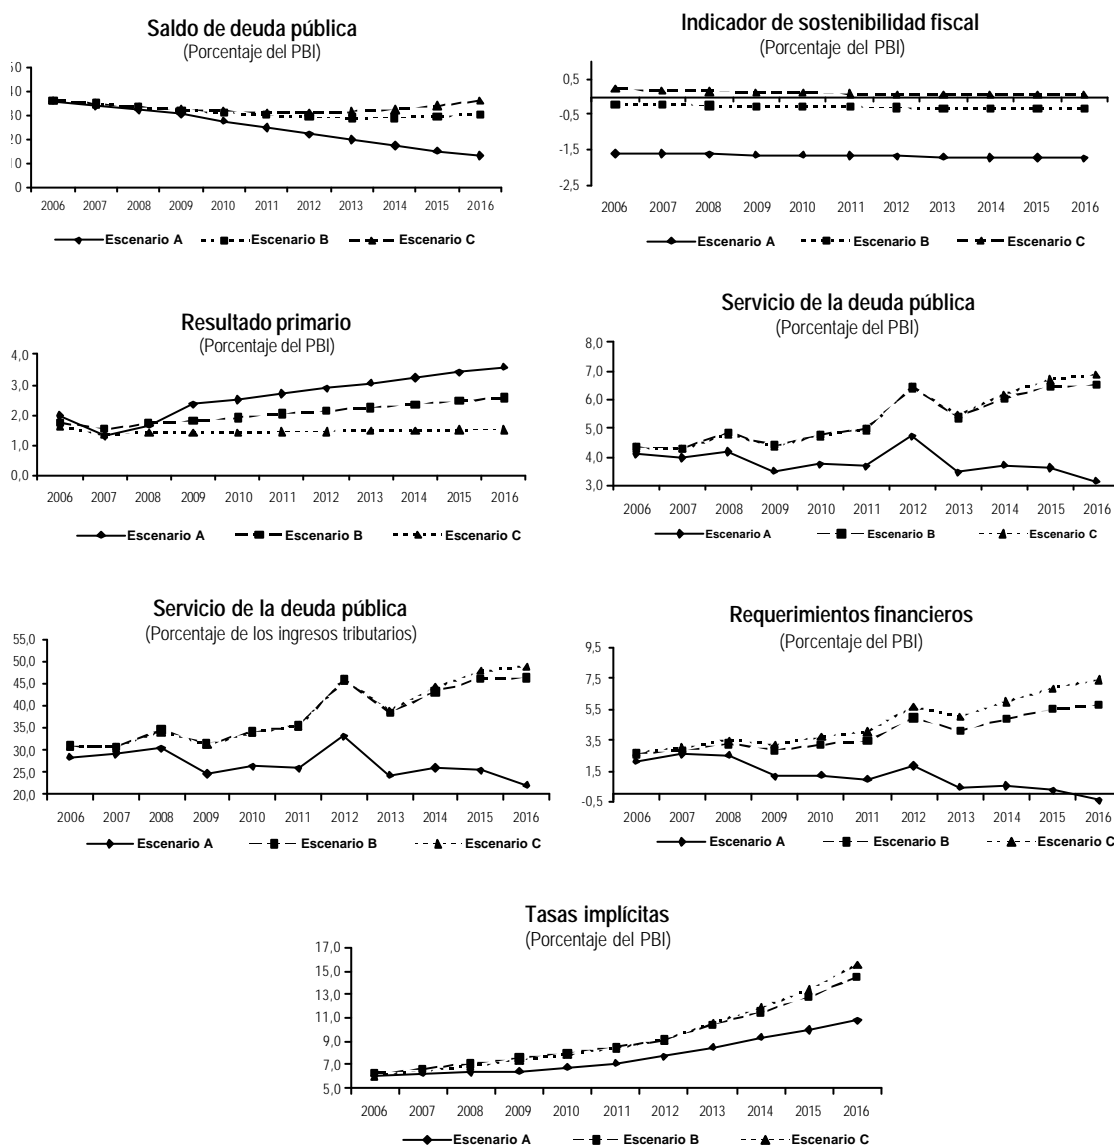 Saldo de deuda pública
(Porcentaje del PBI)
50
40
30
20
10
0
2006 2007 2008 2009 2010 2011 2012 2013 2014 2015 2016
Escenario A Escenario B Escenario C
Indicador de sostenibilidad fiscal
(Porcentaje del PBI)
0,5
-0,5
-1,5
-2,5
2006 2007 2008 2009 2010 2011 2012 2013 2014 2015 2016
Escenario A Escenario B Escenario C
Resultado primario
(Porcentaje del PBI)
4,0
3,0
2,0
1,0
0,0
2006 2007 2008 2009 2010 2011 2012 2013 2014 2015 2016
Escenario A Escenario B Escenario C
Servicio de la deuda pública
(Porcentaje del PBI)
8,0
7,0
6,0
5,0
4,0
3,0
2006 2007 2008 2009 2010 2011 2012 2013 2014 2015 2016
Escenario A Escenario B Escenario C
Servicio de la deuda pública
(Porcentaje de los ingresos tributarios)
55,0
50,0
45,0
40,0
35,0
30,0
25,0
20,0
2006 2007 2008 2009 2010 2011 2012 2013 2014 2015 2016
Escenario A Escenario B Escenario C
Requerimientos financieros
(Porcentaje del PBI)
9,5
7,5
5,5
3,5
1,5
-0,5
2006 2007 2008 2009 2010 2011 2012 2013 2014 2015 2016
Escenario A Escenario B Escenario C
Tasas implícitas
(Porcentaje del PBI)
17,0
15,0
13,0
11,0
9,0
7,0
5,0
2006 2007 2008 2009 2010 2011 2012 2013 2014 2015 2016
Escenario A Escenario B Escenario C